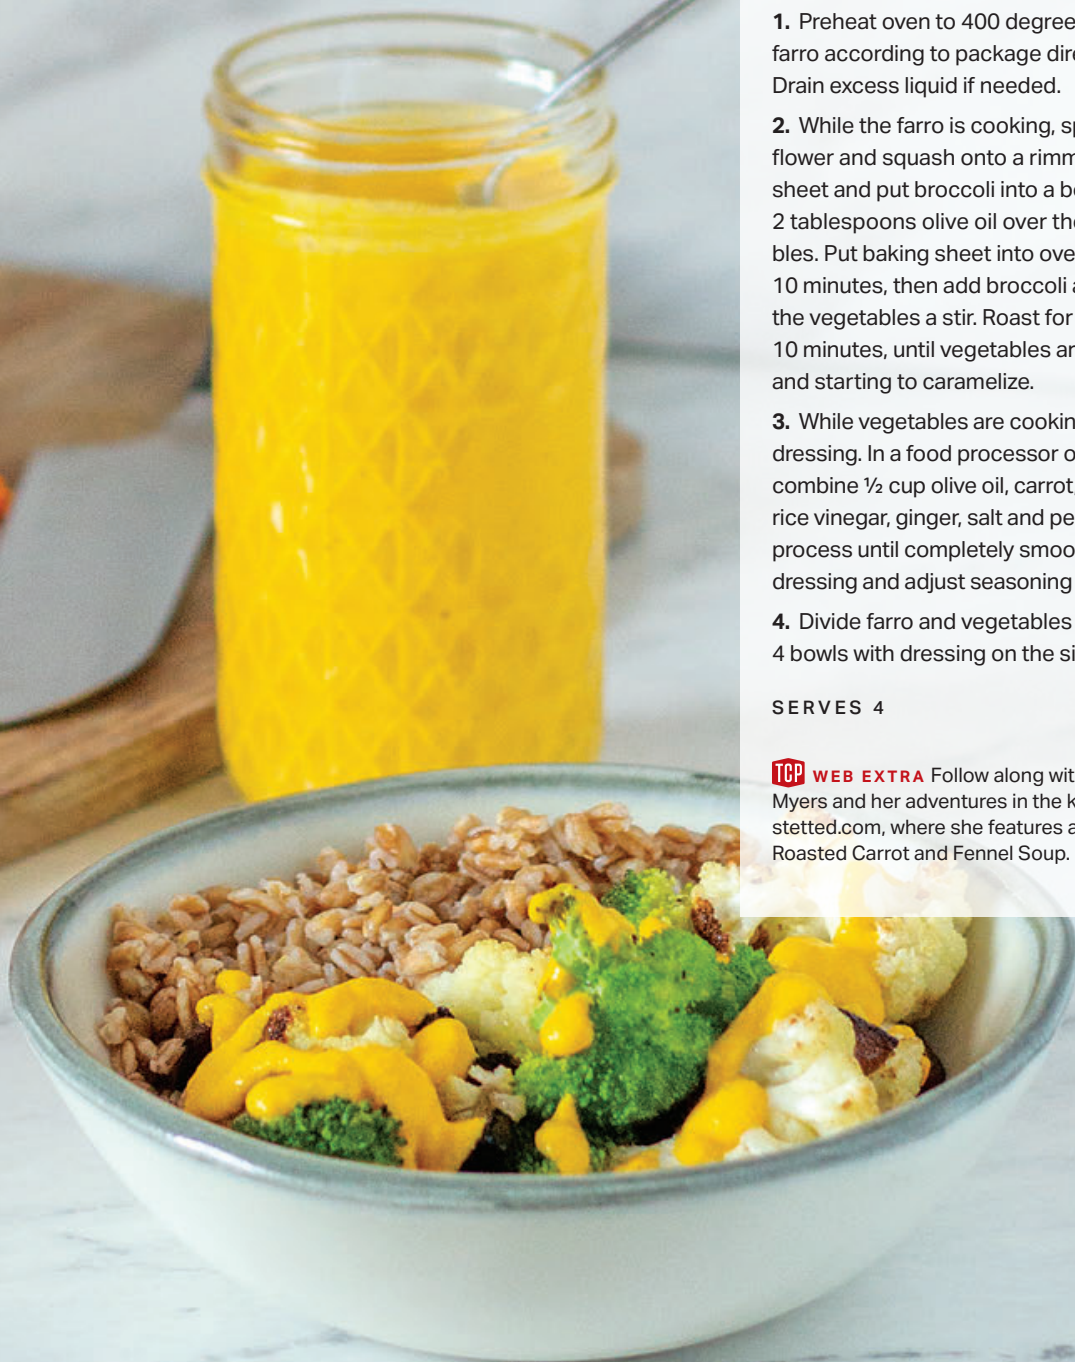 1. Preheat oven to 400 degree
farro according to package dire
Drain excess liquid if needed.
2. While the farro is cooking, sp
flower and squash onto a rimm
sheet and put broccoli into a bo
2 tablespoons olive oil over the
bles. Put baking sheet into ove
10 minutes, then add broccoli a
the vegetables a stir. Roast for
10 minutes, until vegetables ar
and starting to caramelize.
3. While vegetables are cookin
dressing. In a food processor o
combine ½ cup olive oil, carrot,
rice vinegar, ginger, salt and pe
process until completely smoo
dressing and adjust seasoning
4. Divide farro and vegetables
4 bowls with dressing on the si
SERVES 4
TCP WEB EXTRA Follow along wit
Myers and her adventures in the k
stetted.com, where she features a
Roasted Carrot and Fennel Soup.